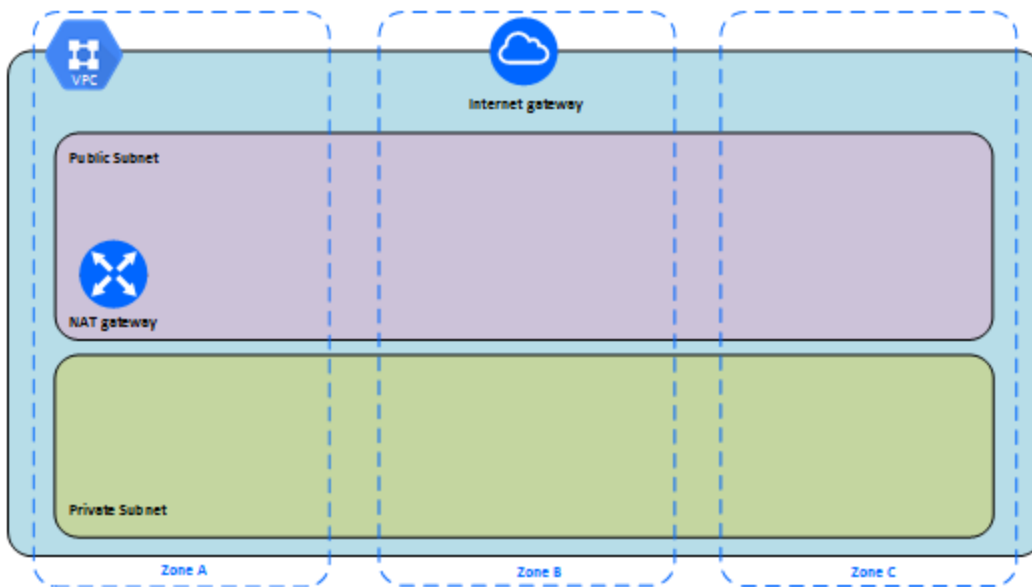 VPC
Internet gateway
Public Subnet
NAT gateway
Private Subnet
Zone A
Zone B
Zone C